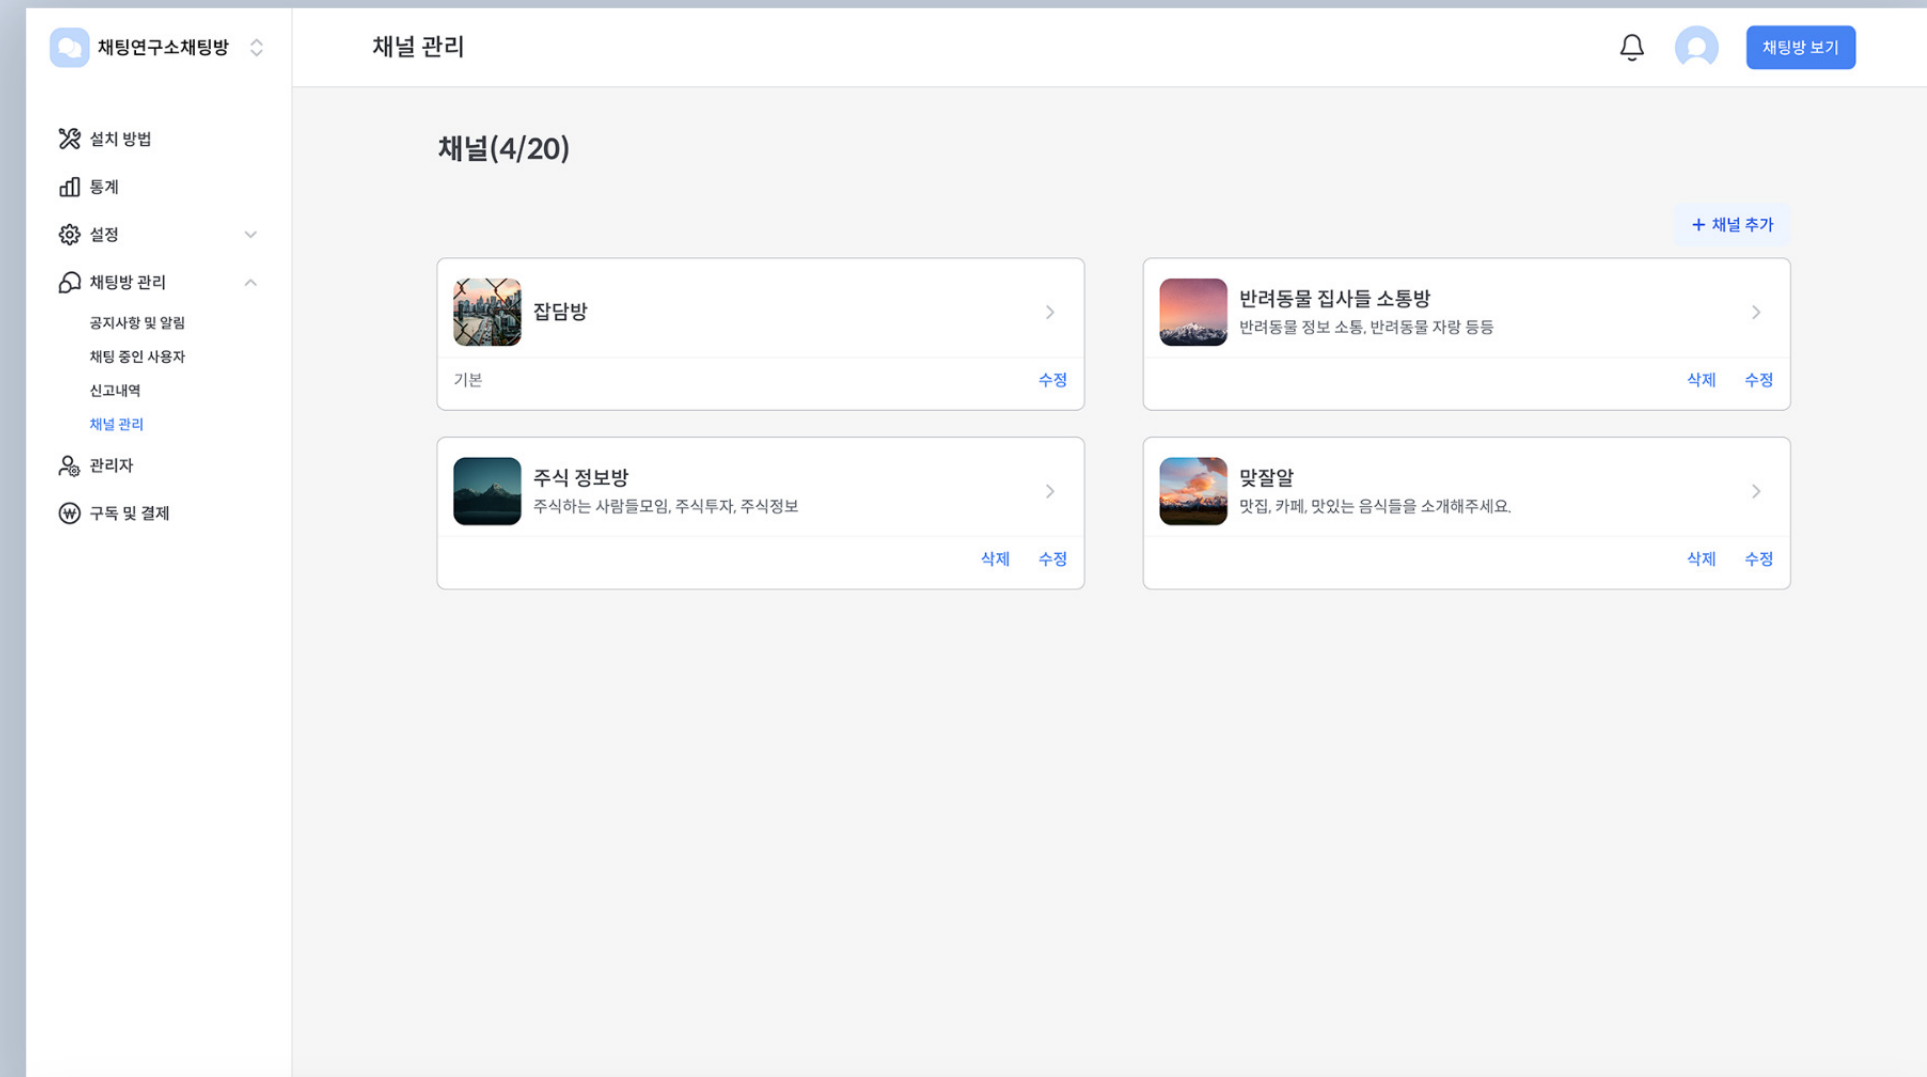 채팅연구소채팅방
채널 관리
채팅방 보기
설치 방법
통계
설정
채팅방 관리
공지사항 및 알림
채팅 중인 사용자
신고내역
채널 관리
관리자
구독 및 결제
채널(4/20)
+ 채널 추가
잡담방
기본
수정
반려동물 집사들 소통방
반려동물 정보 소통, 반려동물 자랑 등등
삭제 수정
주식 정보방
주식하는 사람들모임, 주식투자, 주식정보
삭제 수정
맞잘알
맛집, 카페, 맛있는 음식들을 소개해주세요.
삭제 수정